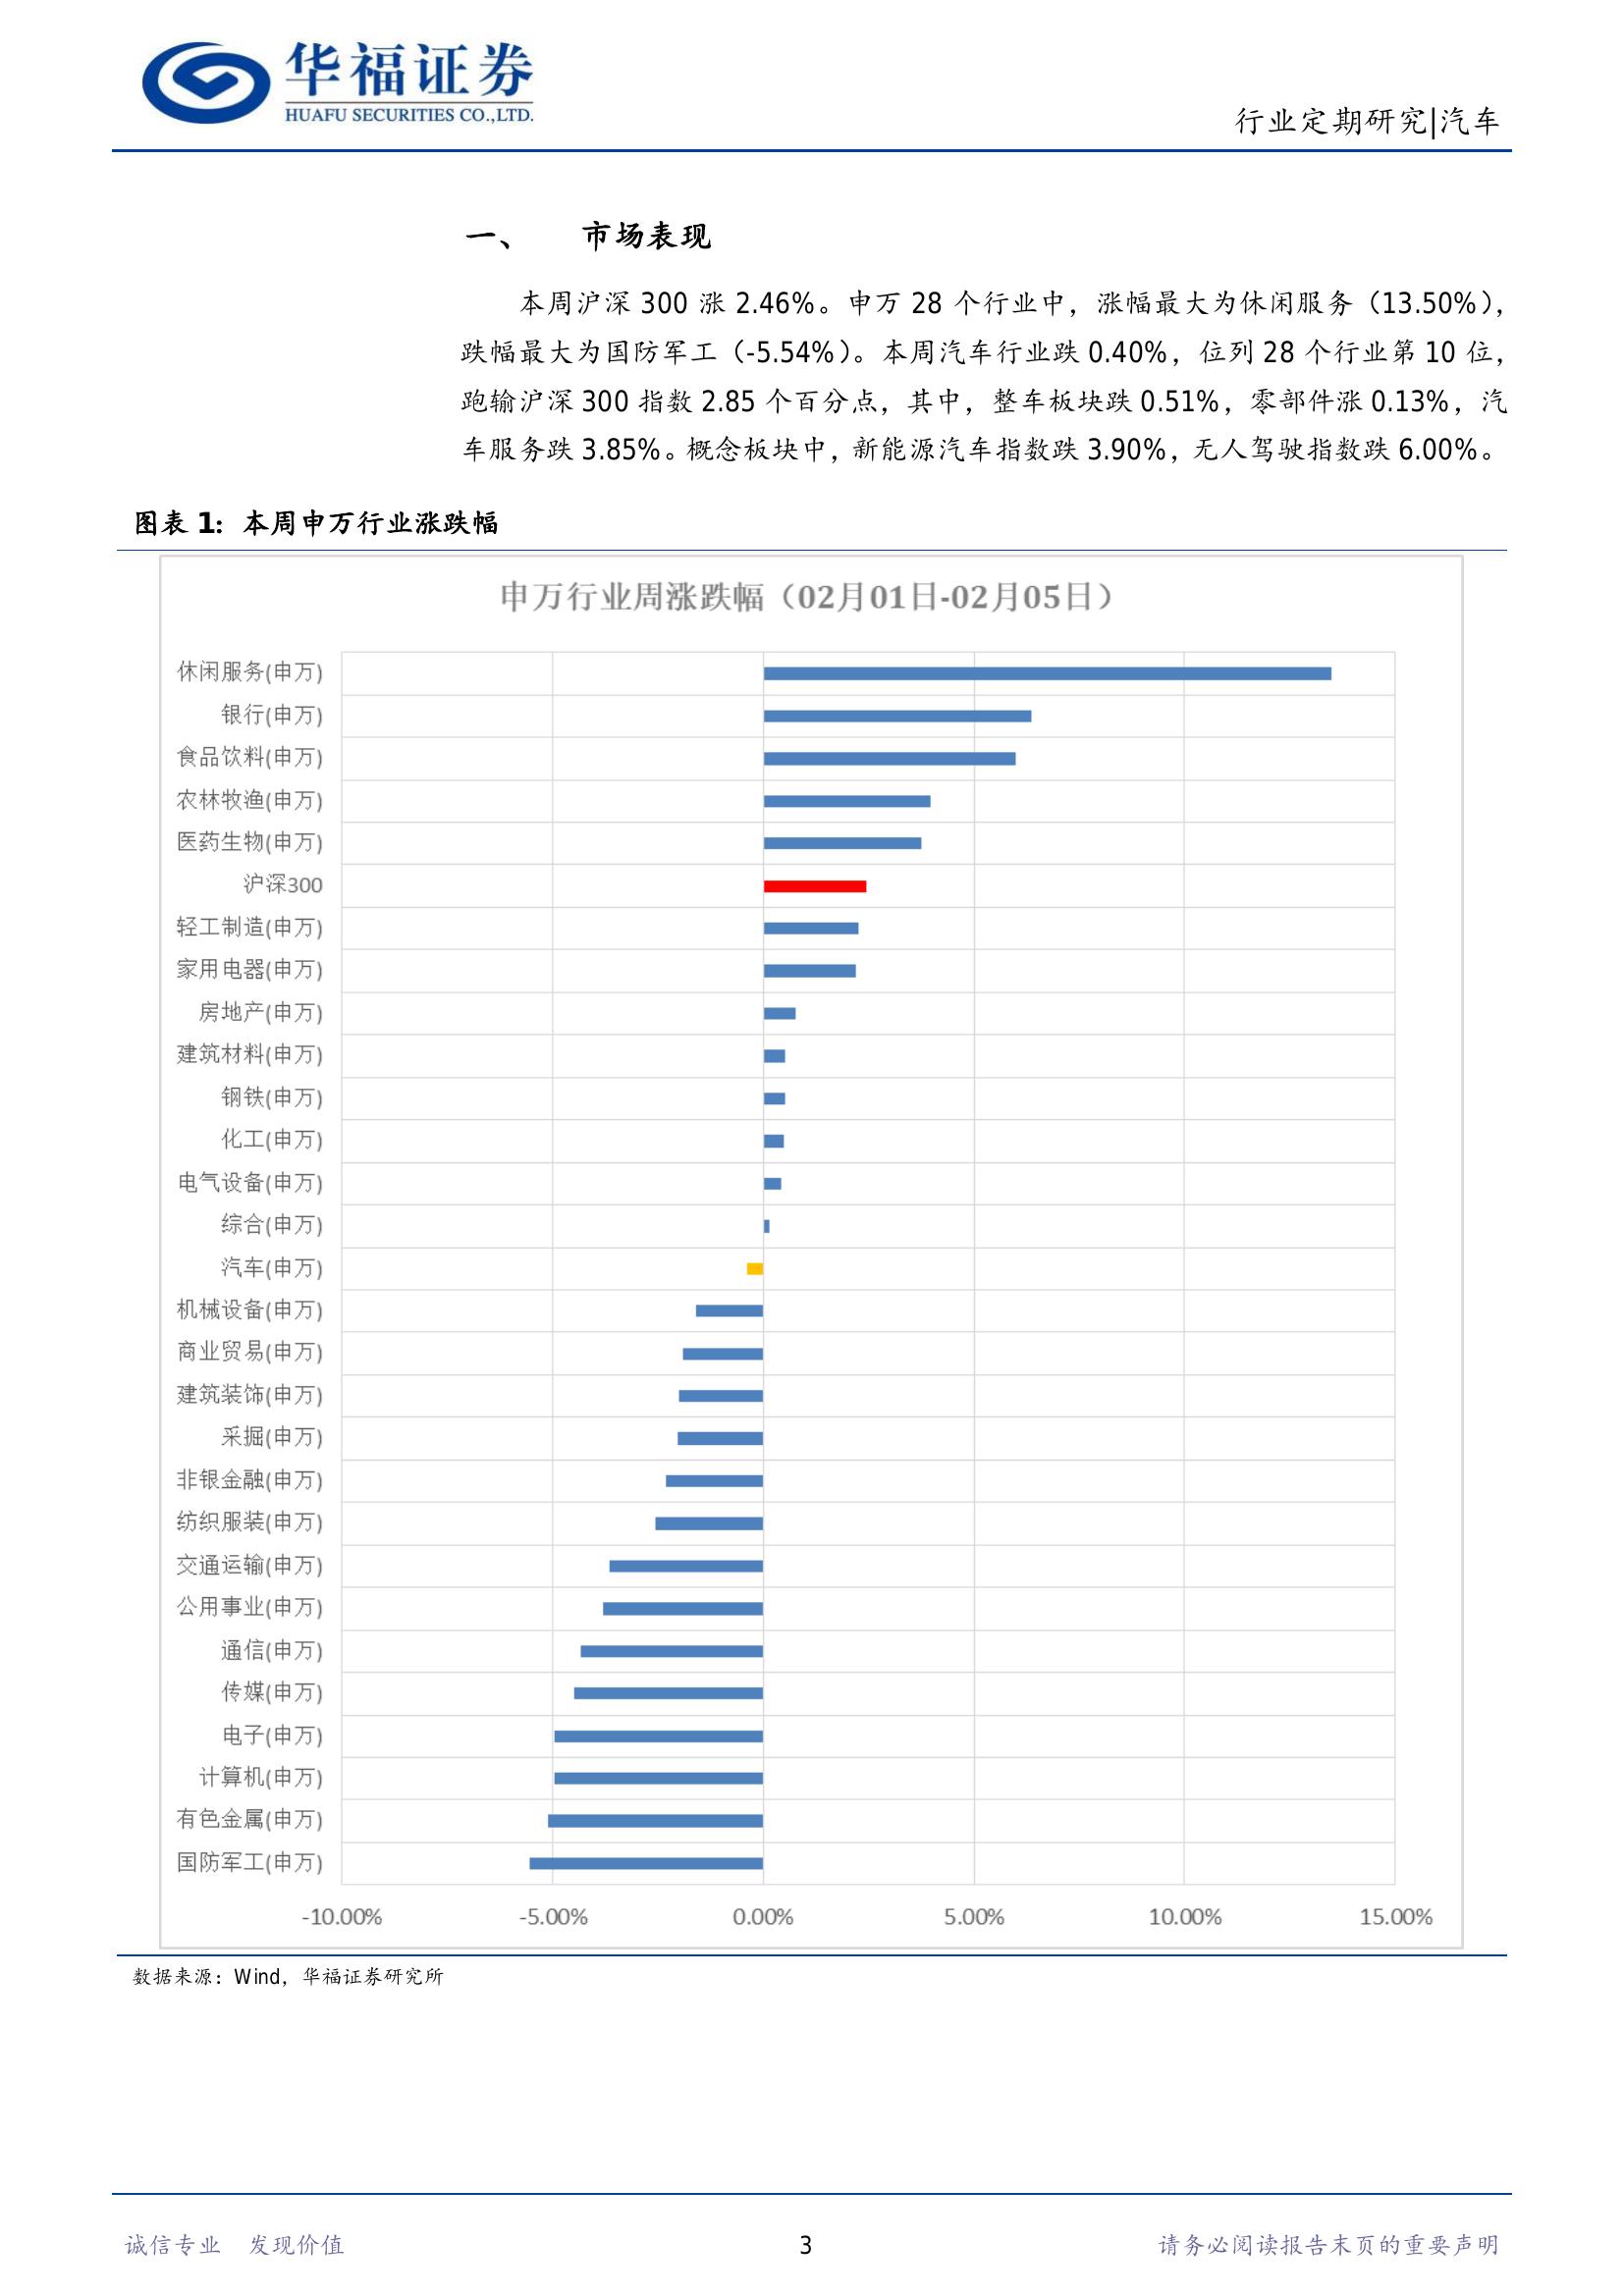 华福证券
HUAFU SECURITIES CO.,LTD.
行业定期研究|汽车
一、 市场表现
本周沪深 300 涨 2.46%。申万 28 个行业中，涨幅最大为休闲服务（13.50%），
跌幅最大为国防军工（-5.54%）。本周汽车行业跌 0.40%，位列 28 个行业第 10 位，
跑输沪深 300 指数 2.85 个百分点，其中，整车板块跌 0.51%，零部件涨 0.13%，汽
车服务跌 3.85%。概念板块中，新能源汽车指数跌 3.90%，无人驾驶指数跌 6.00%。
图表 1：本周申万行业涨跌幅
申万行业周涨跌幅（02月01日-02月05日）
休闲服务(申万)
银行(申万)
食品饮料(申万)
农林牧渔(申万)
医药生物(申万)
沪深300
轻工制造(申万)
家用电器(申万)
房地产(申万)
建筑材料(申万)
钢铁(申万)
化工(申万)
电气设备(申万)
综合(申万)
汽车(申万)
机械设备(申万)
商业贸易(申万)
建筑装饰(申万)
采掘(申万)
非银金融(申万)
纺织服装(申万)
交通运输(申万)
公用事业(申万)
通信(申万)
传媒(申万)
电子(申万)
计算机(申万)
有色金属(申万)
国防军工(申万)
-10.00% -5.00% 0.00% 5.00% 10.00% 15.00%
数据来源：Wind，华福证券研究所
诚信专业 发现价值 3 请务必阅读报告末页的重要声明